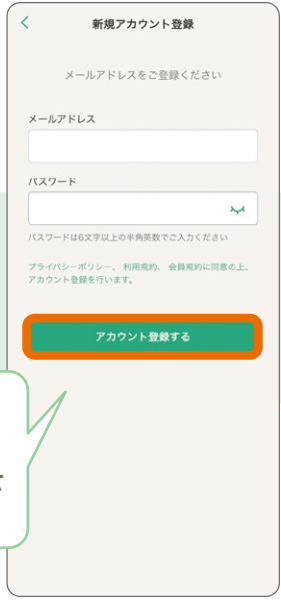 新規アカウント登録
メールアドレスをご登録ください
メールアドレス
パスワード
パスワードは6文字以上の半角英数でご入力ください
プライバシーポリシー、 利用規約、 会員規約に同意の上、
アカウント登録を行います。
アカウント登録する